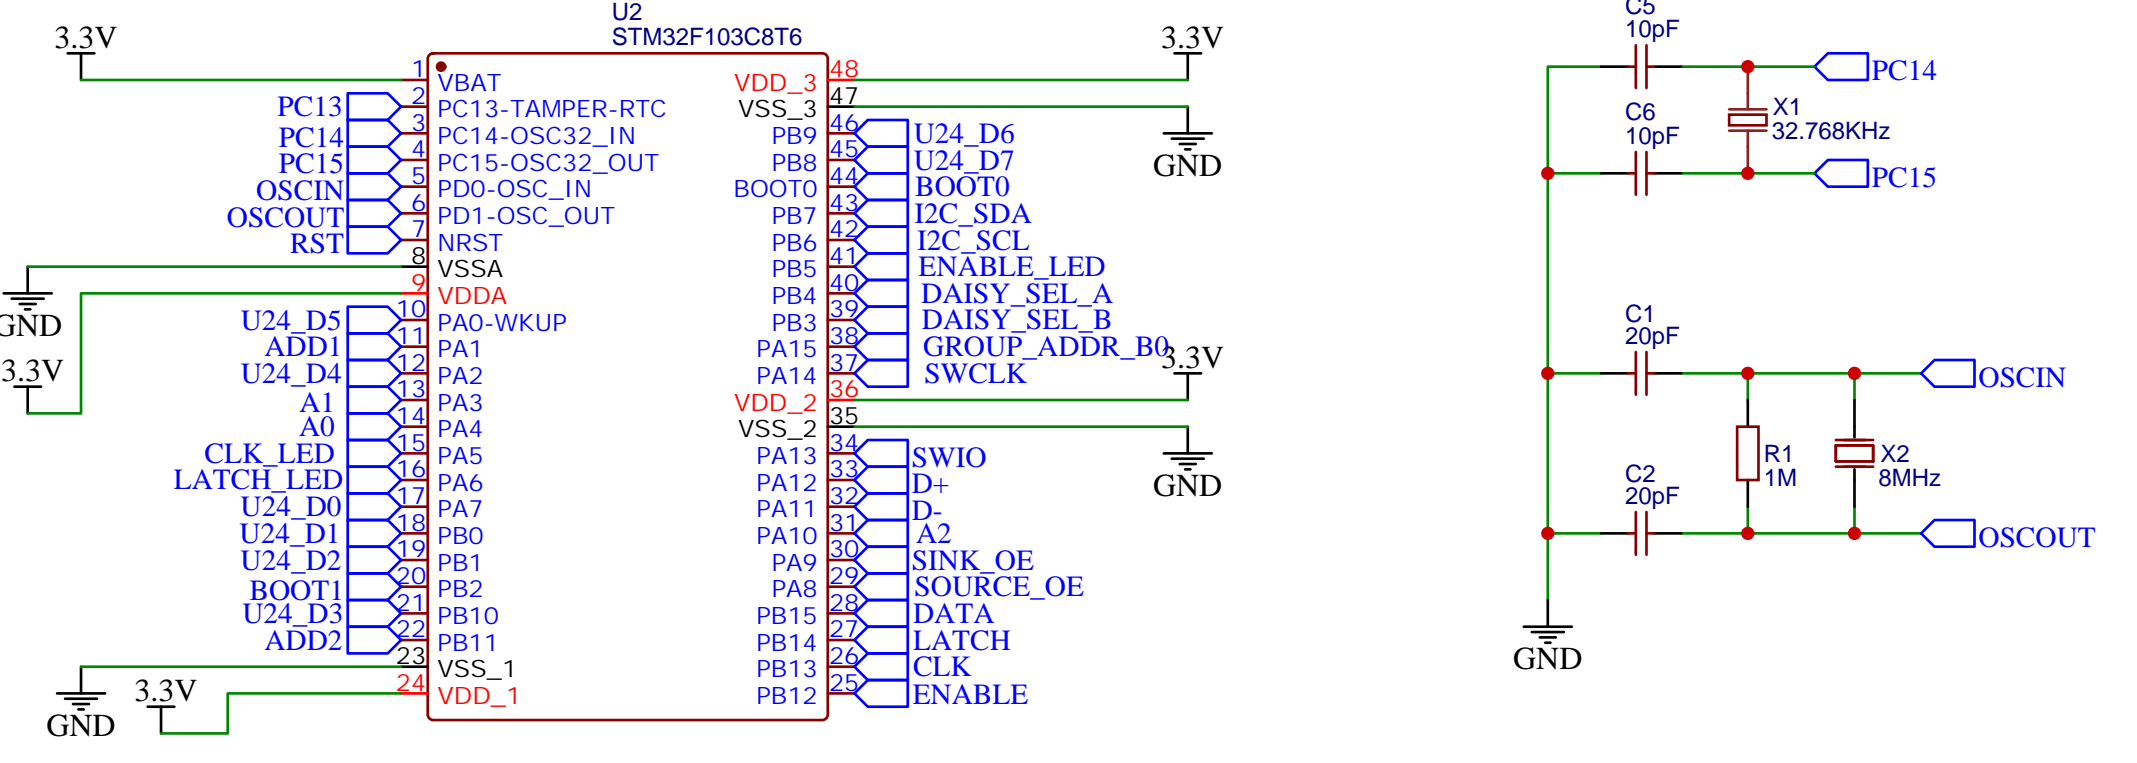 U2
STM32F103C8T6
3.3V
1 VBAT
PC13 2 PC13-TAMPER-RTC
PC14 3 PC14-OSC32_IN
PC15 4 PC15-OSC32_OUT
OSCIN 5 PD0-OSC_IN
OSCOUT 6 PD1-OSC_OUT
RST 7 NRST
8 VSSA
GND
9 VDDA
3.3V
U24_D5 10 PA0-WKUP
ADD1 11 PA1
U24_D4 12 PA2
A1 13 PA3
A0 14 PA4
CLK_LED 15 PA5
LATCH_LED 16 PA6
U24_D0 17 PA7
U24_D1 18 PB0
U24_D2 19 PB1
BOOT1 20 PB2
U24_D3 21 PB10
ADD2 22 PB11
23 VSS_1
GND
24 VDD_1
3.3V
3.3V
VDD_3 48
VSS_3 47
GND
PB9 46 U24_D6
PB8 45 U24_D7
BOOT0 44 BOOT0
PB7 43 I2C_SDA
PB6 42 I2C_SCL
PB5 41 ENABLE_LED
PB4 40 DAISY_SEL_A
PB3 39 DAISY_SEL_B
PA15 38 GROUP_ADDR_B0
PA14 37 SWCLK
3.3V
VDD_2 36
VSS_2 35
GND
PA13 34 SWIO
PA12 33 D+
PA11 32 D-
PA10 31 A2
PA9 30 SINK_OE
PA8 29 SOURCE_OE
PB15 28 DATA
PB14 27 LATCH
PB13 26 CLK
PB12 25 ENABLE
C5
10pF
PC14
X1
32.768KHz
C6
10pF
PC15
C1
20pF
OSCIN
R1
1M
X2
8MHz
C2
20pF
OSCOUT
GND